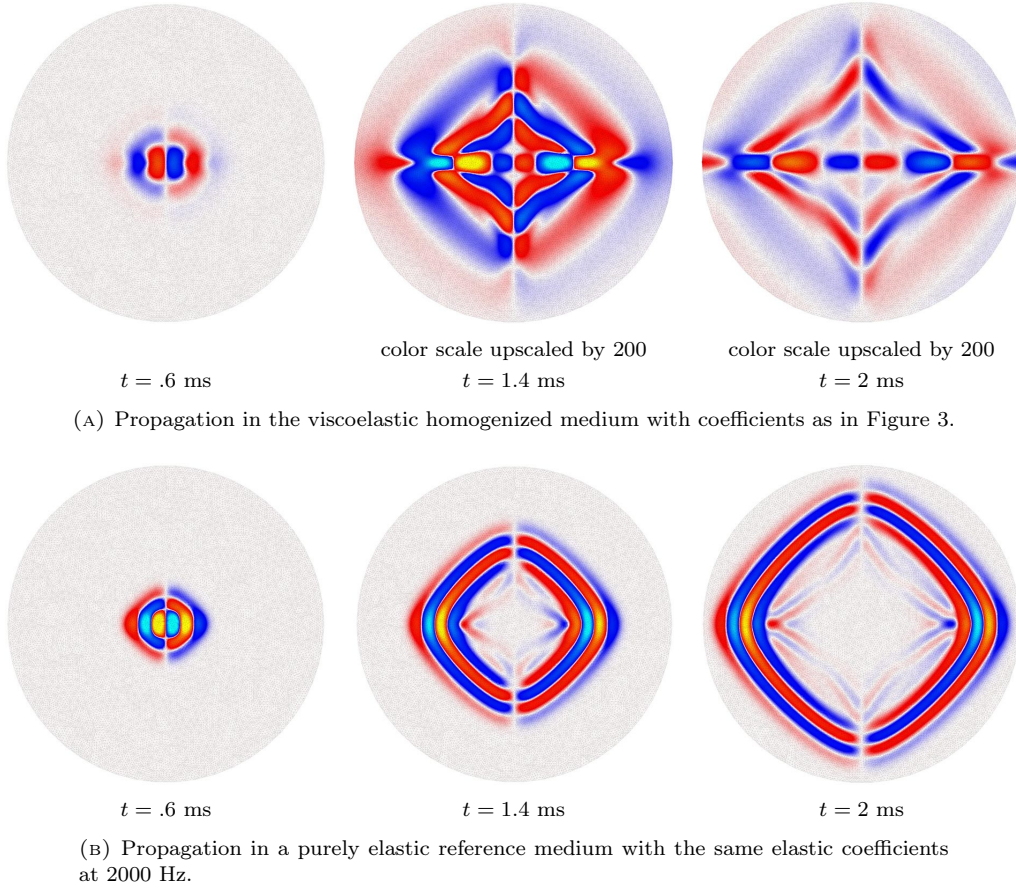 color scale upscaled by 200 color scale upscaled by 200
t = .6 ms t = 1.4 ms t = 2 ms
(A) Propagation in the viscoelastic homogenized medium with coefficients as in Figure 3.
t = .6 ms t = 1.4 ms t = 2 ms
(B) Propagation in a purely elastic reference medium with the same elastic coefficients
at 2000 Hz.